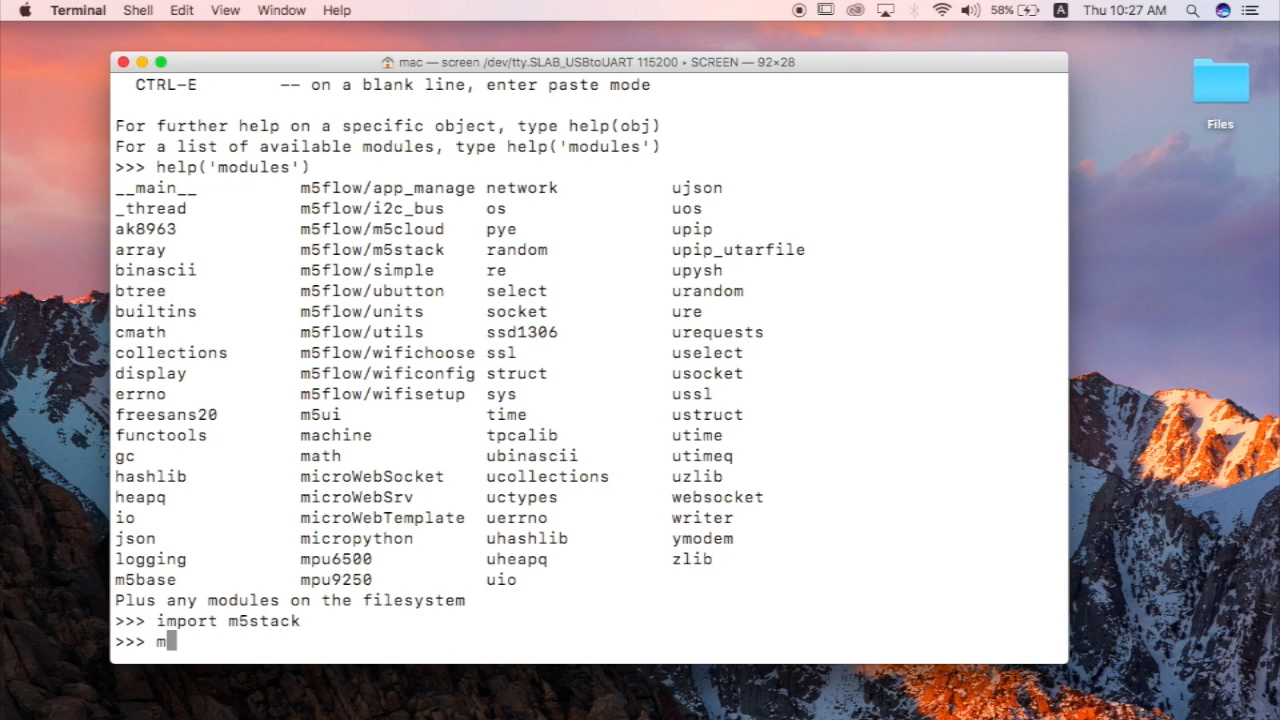 Terminal Shell Edit View Window Help 58% A Thu 10:27 AM
mac — screen /dev/tty.SLAB_USBtoUART 115200 ▸ SCREEN — 92×28
Files
CTRL-E -- on a blank line, enter paste mode
For further help on a specific object, type help(obj)
For a list of available modules, type help('modules')
>>> help('modules')
__main__ m5flow/app_manage network ujson
_thread m5flow/i2c_bus os uos
ak8963 m5flow/m5cloud pye upip
array m5flow/m5stack random upip_utarfile
binascii m5flow/simple re upysh
btree m5flow/ubutton select urandom
builtins m5flow/units socket ure
cmath m5flow/utils ssd1306 urequests
collections m5flow/wifichoose ssl uselect
display m5flow/wificonfig struct usocket
errno m5flow/wifisetup sys ussl
freesans20 m5ui time ustruct
functools machine tpcalib utime
gc math ubinascii utimeq
hashlib microWebSocket ucollections uzlib
heapq microWebSrv uctypes websocket
io microWebTemplate uerrno writer
json micropython uhashlib ymodem
logging mpu6500 uheapq zlib
m5base mpu9250 uio
Plus any modules on the filesystem
>>> import m5stack
>>> m